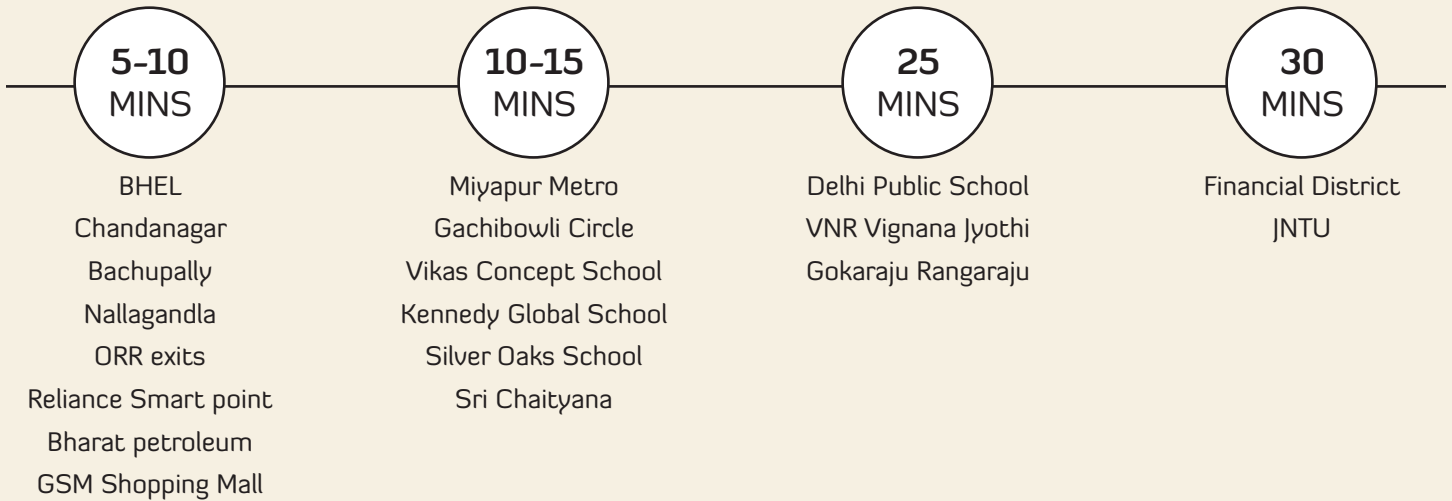 5-10
MINS
BHEL
Chandanagar
Bachupally
Nallagandla
ORR exits
Reliance Smart point
Bharat petroleum
GSM Shopping Mall
10-15
MINS
Miyapur Metro
Gachibowli Circle
Vikas Concept School
Kennedy Global School
Silver Oaks School
Sri Chaityana
25
MINS
Delhi Public School
VNR Vignana Jyothi
Gokaraju Rangaraju
30
MINS
Financial District
JNTU